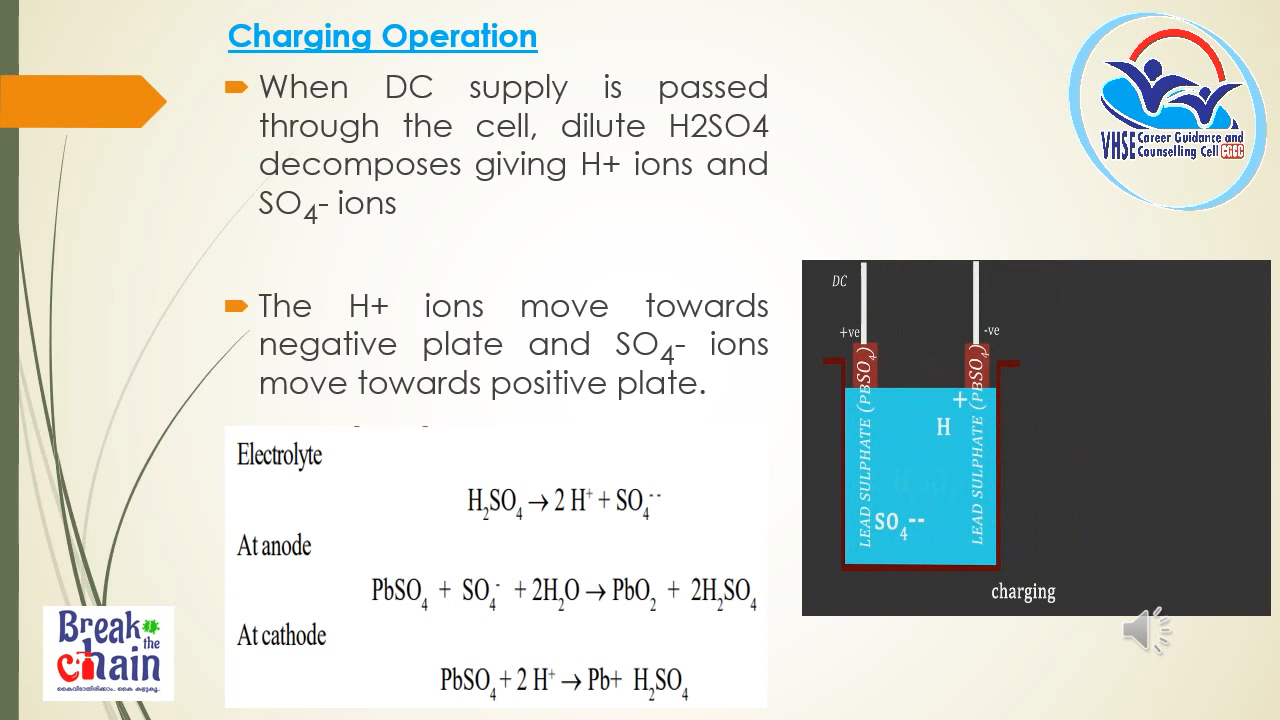 Charging Operation
When DC supply is passed
through the cell, dilute H2SO4
decomposes giving H+ ions and
SO₄- ions
The H+ ions move towards
negative plate and SO₄- ions
move towards positive plate.
Electrolyte
H₂SO₄ → 2 H⁺ + SO₄⁻⁻
At anode
PbSO₄ + SO₄⁻ + 2H₂O → PbO₂ + 2H₂SO₄
At cathode
PbSO₄ + 2 H⁺ → Pb+ H₂SO₄
VHSE Career Guidance and
Counselling Cell CGCC
DC
+ve
-ve
LEAD SULPHATE (PBSO₄)
LEAD SULPHATE (PBSO₄)
+
H
SO₄--
charging
Break
the
chain